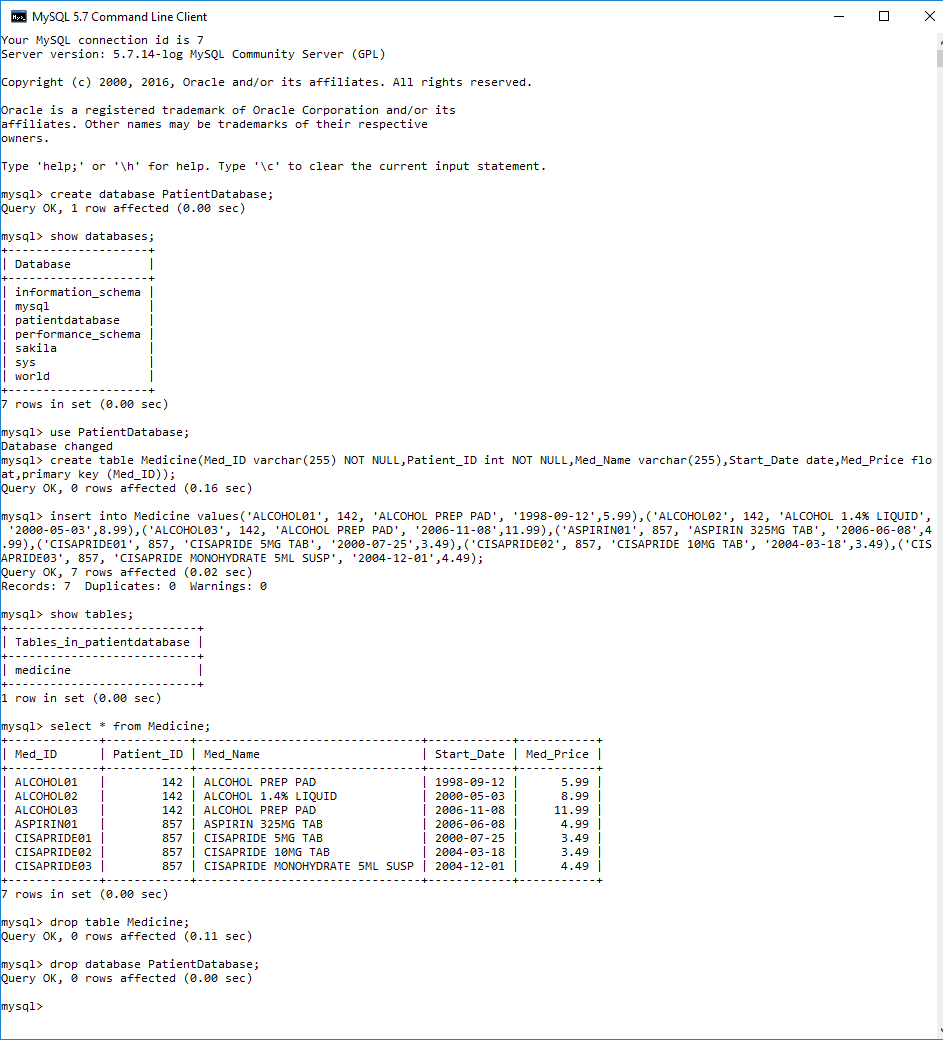 MySQL 5.7 Command Line Client
Your MySQL connection id is 7
Server version: 5.7.14-log MySQL Community Server (GPL)
Copyright (c) 2000, 2016, Oracle and/or its affiliates. All rights reserved.
Oracle is a registered trademark of Oracle Corporation and/or its
affiliates. Other names may be trademarks of their respective
owners.
Type 'help;' or '\h' for help. Type '\c' to clear the current input statement.
mysql> create database PatientDatabase;
Query OK, 1 row affected (0.00 sec)
mysql> show databases;
+--------------------+
| Database           |
+--------------------+
| information_schema |
| mysql              |
| patientdatabase    |
| performance_schema |
| sakila             |
| sys                |
| world              |
+--------------------+
7 rows in set (0.00 sec)
mysql> use PatientDatabase;
Database changed
mysql> create table Medicine(Med_ID varchar(255) NOT NULL,Patient_ID int NOT NULL,Med_Name varchar(255),Start_Date date,Med_Price flo
at,primary key (Med_ID));
Query OK, 0 rows affected (0.16 sec)
mysql> insert into Medicine values('ALCOHOL01', 142, 'ALCOHOL PREP PAD', '1998-09-12',5.99),('ALCOHOL02', 142, 'ALCOHOL 1.4% LIQUID',
 '2000-05-03',8.99),('ALCOHOL03', 142, 'ALCOHOL PREP PAD', '2006-11-08',11.99),('ASPIRIN01', 857, 'ASPIRIN 325MG TAB', '2006-06-08',4
.99),('CISAPRIDE01', 857, 'CISAPRIDE 5MG TAB', '2000-07-25',3.49),('CISAPRIDE02', 857, 'CISAPRIDE 10MG TAB', '2004-03-18',3.49),('CIS
APRIDE03', 857, 'CISAPRIDE MONOHYDRATE 5ML SUSP', '2004-12-01',4.49);
Query OK, 7 rows affected (0.02 sec)
Records: 7  Duplicates: 0  Warnings: 0
mysql> show tables;
+---------------------------+
| Tables_in_patientdatabase |
+---------------------------+
| medicine                  |
+---------------------------+
1 row in set (0.00 sec)
mysql> select * from Medicine;
+-------------+------------+--------------------------------+------------+-----------+
| Med_ID      | Patient_ID | Med_Name                       | Start_Date | Med_Price |
+-------------+------------+--------------------------------+------------+-----------+
| ALCOHOL01   |        142 | ALCOHOL PREP PAD               | 1998-09-12 |      5.99 |
| ALCOHOL02   |        142 | ALCOHOL 1.4% LIQUID            | 2000-05-03 |      8.99 |
| ALCOHOL03   |        142 | ALCOHOL PREP PAD               | 2006-11-08 |     11.99 |
| ASPIRIN01   |        857 | ASPIRIN 325MG TAB              | 2006-06-08 |      4.99 |
| CISAPRIDE01 |        857 | CISAPRIDE 5MG TAB              | 2000-07-25 |      3.49 |
| CISAPRIDE02 |        857 | CISAPRIDE 10MG TAB             | 2004-03-18 |      3.49 |
| CISAPRIDE03 |        857 | CISAPRIDE MONOHYDRATE 5ML SUSP | 2004-12-01 |      4.49 |
+-------------+------------+--------------------------------+------------+-----------+
7 rows in set (0.00 sec)
mysql> drop table Medicine;
Query OK, 0 rows affected (0.11 sec)
mysql> drop database PatientDatabase;
Query OK, 0 rows affected (0.00 sec)
mysql>